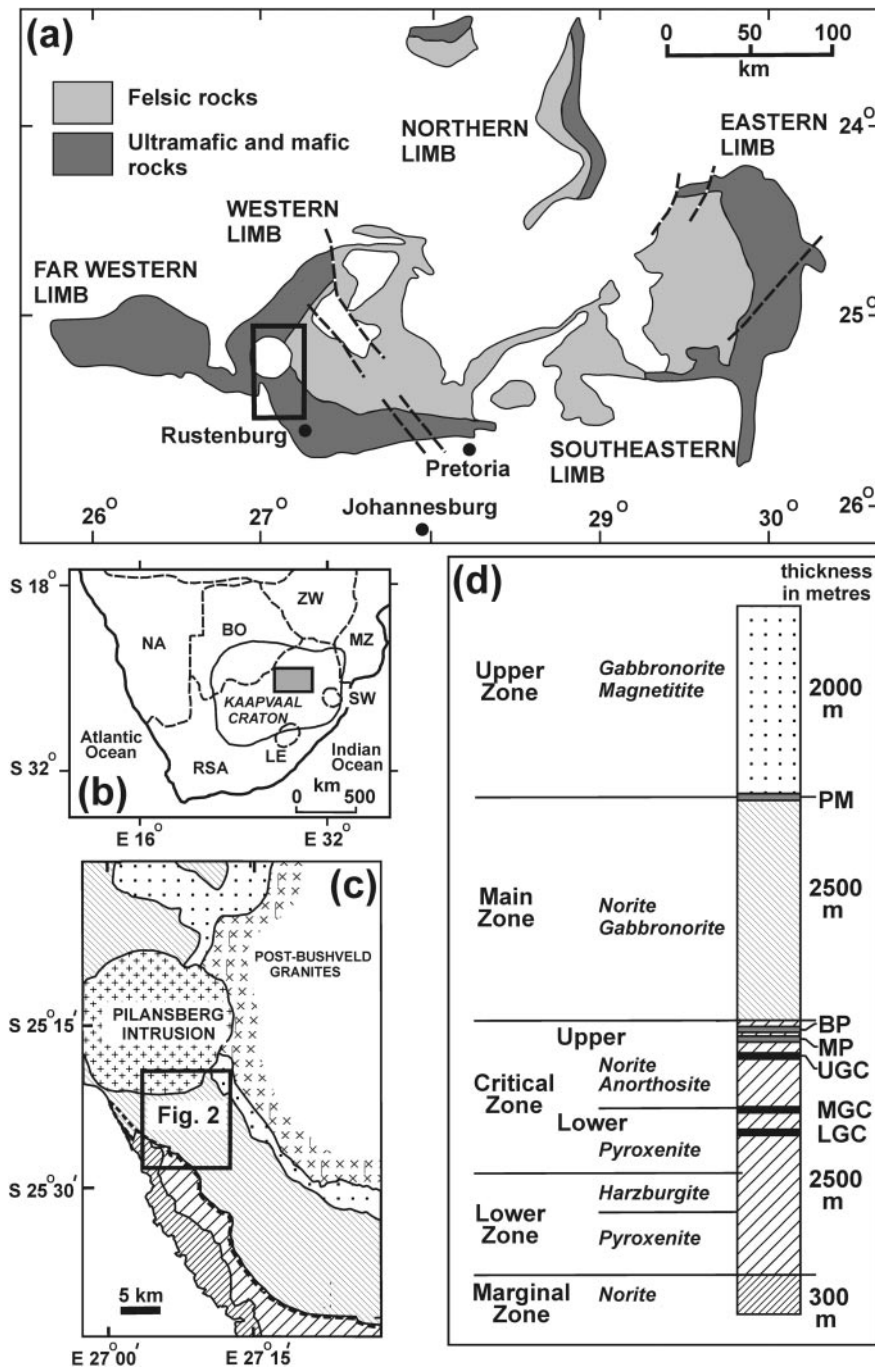 (a)
Felsic rocks
Ultramafic and mafic
rocks
0 50 100
km
NORTHERN
LIMB
EASTERN
LIMB
24°
WESTERN
LIMB
FAR WESTERN
LIMB
25°
Rustenburg
Pretoria
SOUTHEASTERN
LIMB
26° 27° Johannesburg 29° 30° 26°
S 18°
ZW
NA
BO
MZ
KAAPVAAL
CRATON
SW
Atlantic
Ocean
LE
Indian
Ocean
RSA
S 32°
km
0 500
(b)
E 16° E 32°
(c)
POST-BUSHVELD
GRANITES
S 25°15'
PILANSBERG
INTRUSION
Fig. 2
S 25°30'
5 km
E 27°00' 27°15'
(d)
thickness
in metres
Upper
Zone
Gabbronorite
Magnetitite
2000
m
PM
Main
Zone
Norite
Gabbronorite
2500
m
BP
Upper
MP
UGC
Critical
Zone
Norite
Anorthosite
MGC
Lower
LGC
Pyroxenite
2500
m
Harzburgite
Lower
Zone
Pyroxenite
Marginal
Zone
Norite
300
m